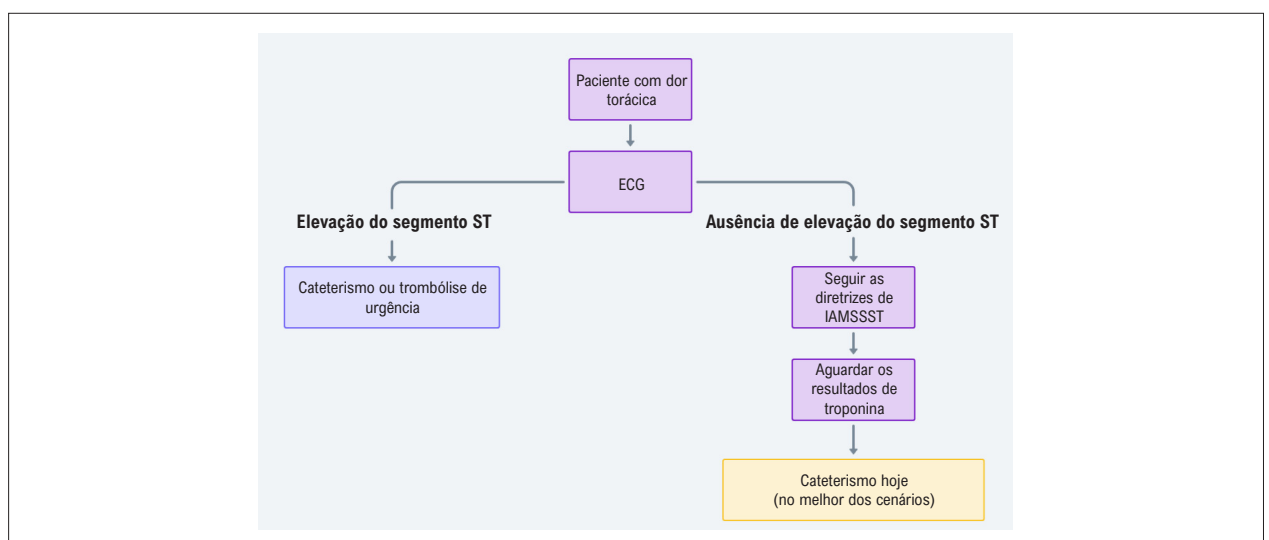 Paciente com dor
torácica
ECG
Elevação do segmento ST
Ausência de elevação do segmento ST
Cateterismo ou trombólise de
urgência
Seguir as
diretrizes de
IAMSSST
Aguardar os
resultados de
troponina
Cateterismo hoje
(no melhor dos cenários)